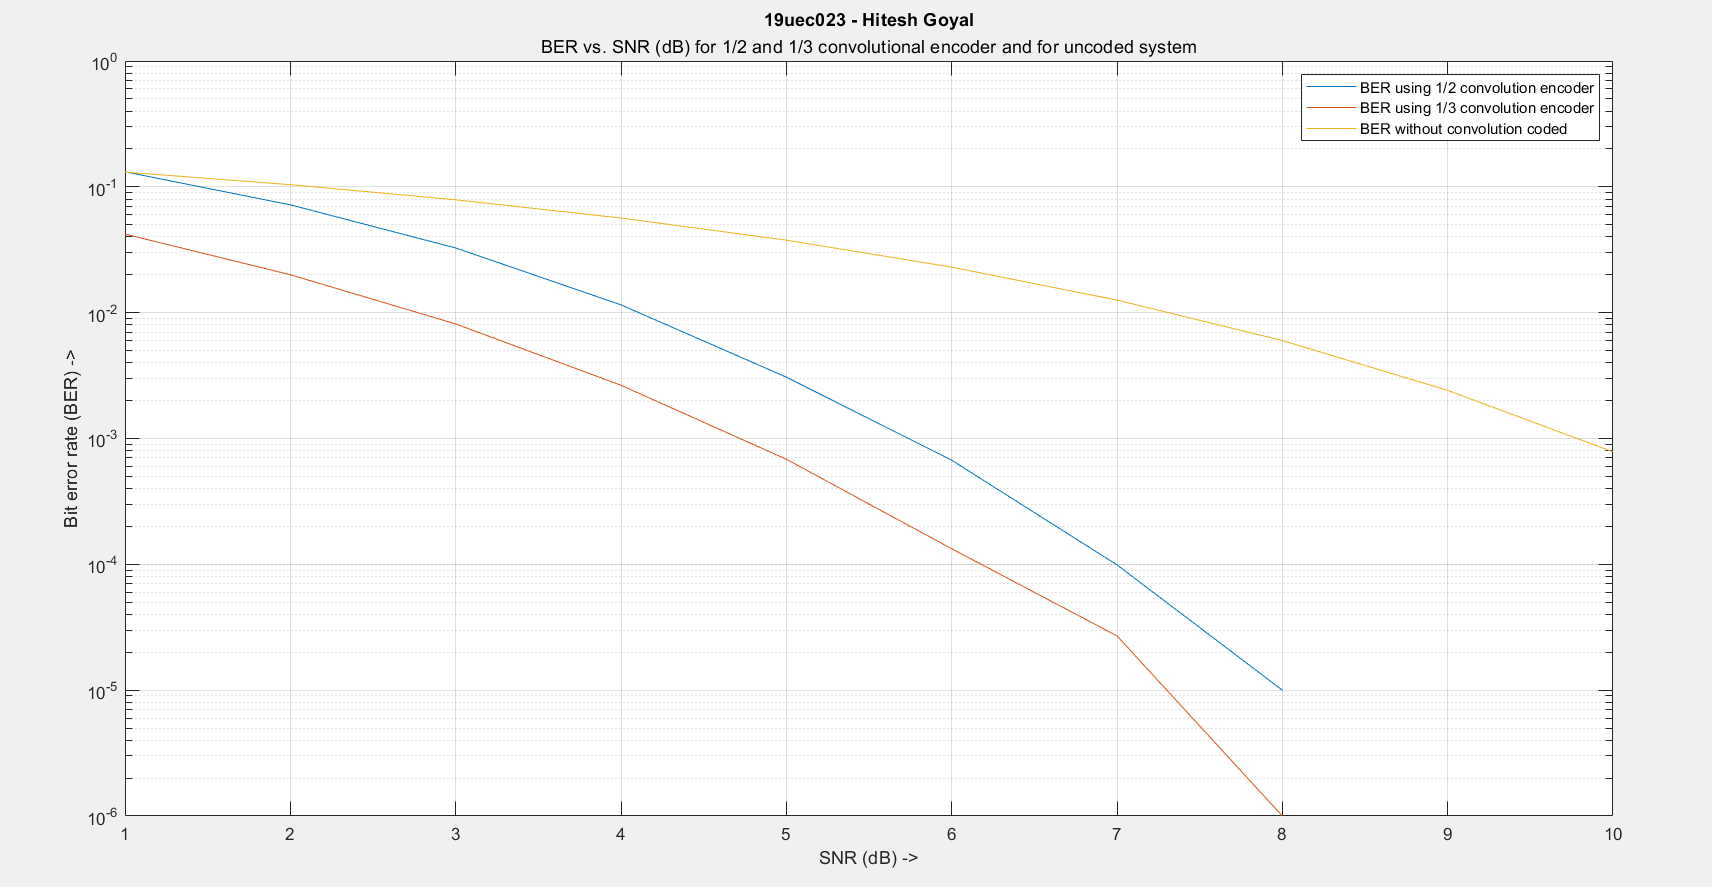 19uec023 - Hitesh Goyal
BER vs. SNR (dB) for 1/2 and 1/3 convolutional encoder and for uncoded system
BER using 1/2 convolution encoder
BER using 1/3 convolution encoder
BER without convolution coded
Bit error rate (BER) ->
10^0
10^-1
10^-2
10^-3
10^-4
10^-5
10^-6
1 2 3 4 5 6 7 8 9 10
SNR (dB) ->